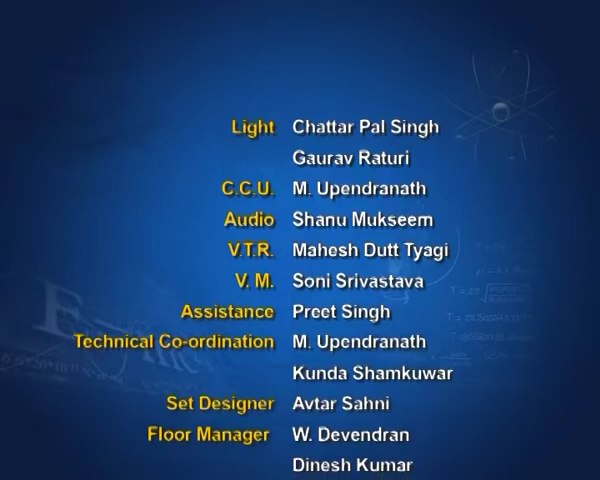 Light Chattar Pal Singh
Gaurav Raturi
C.C.U. M. Upendranath
Audio Shanu Mukseem
V.T.R. Mahesh Dutt Tyagi
V. M. Soni Srivastava
Assistance Preet Singh
Technical Co-ordination M. Upendranath
Kunda Shamkuwar
Set Designer Avtar Sahni
Floor Manager W. Devendran
Dinesh Kumar